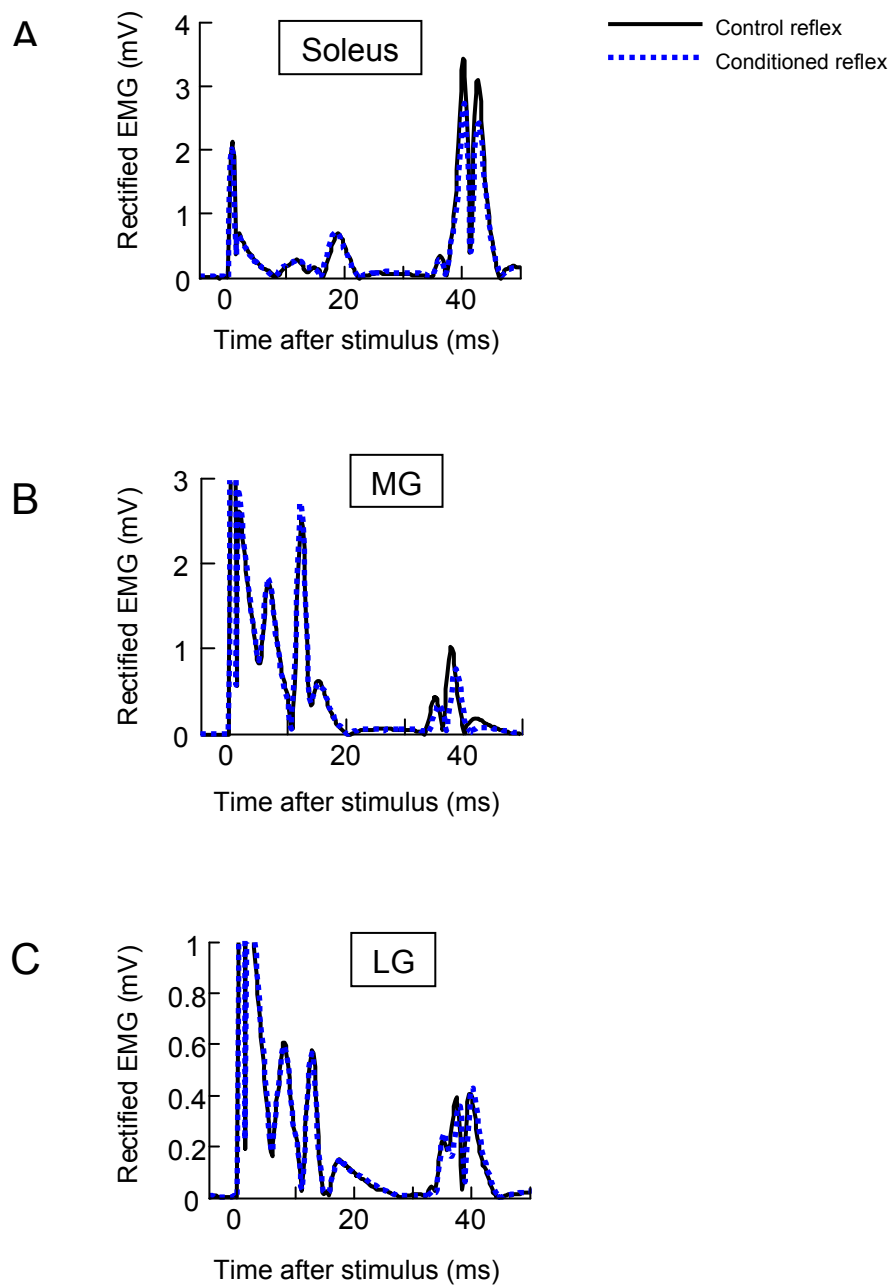 A
Soleus
Control reflex
Conditioned reflex
Rectified EMG (mV)
4
3
2
1
0
0 20 40
Time after stimulus (ms)
B
MG
Rectified EMG (mV)
3
2
1
0
0 20 40
Time after stimulus (ms)
C
LG
Rectified EMG (mV)
1
0.8
0.6
0.4
0.2
0
0 20 40
Time after stimulus (ms)